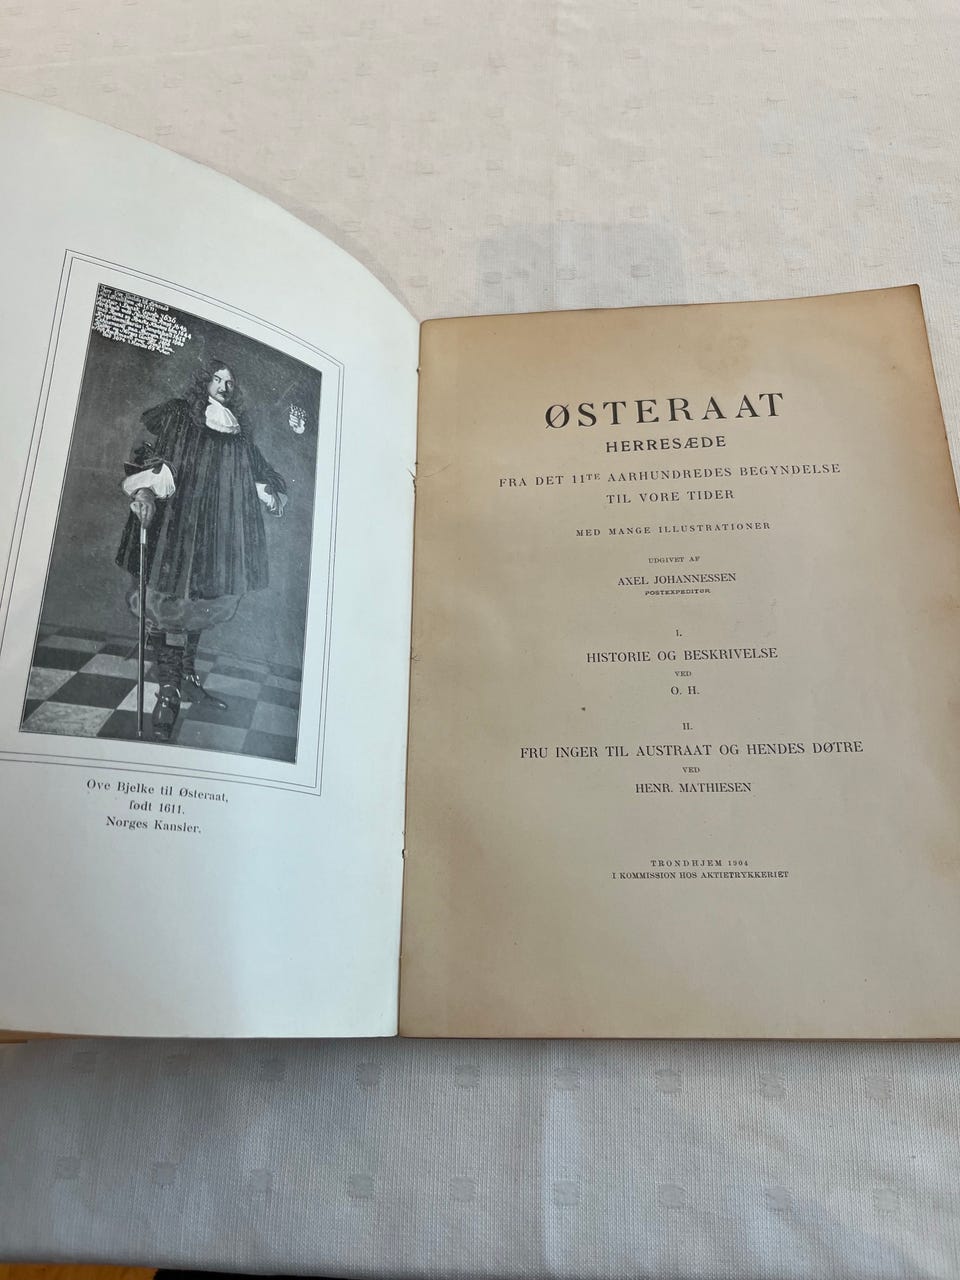 1636
Ove Bjelke til Østeraat,
født 1611.
Norges Kansler.
ØSTERAAT
HERRESÆDE
FRA DET 11TE AARHUNDREDES BEGYNDELSE
TIL VORE TIDER
MED MANGE ILLUSTRATIONER
UDGIVET AF
AXEL JOHANNESSEN
POSTEXPEDITØR
I.
HISTORIE OG BESKRIVELSE
VED
O. H.
II.
FRU INGER TIL AUSTRAAT OG HENDES DØTRE
VED
HENR. MATHIESEN
TRONDHJEM 1904
I KOMMISSION HOS AKTIETRYKKERIET